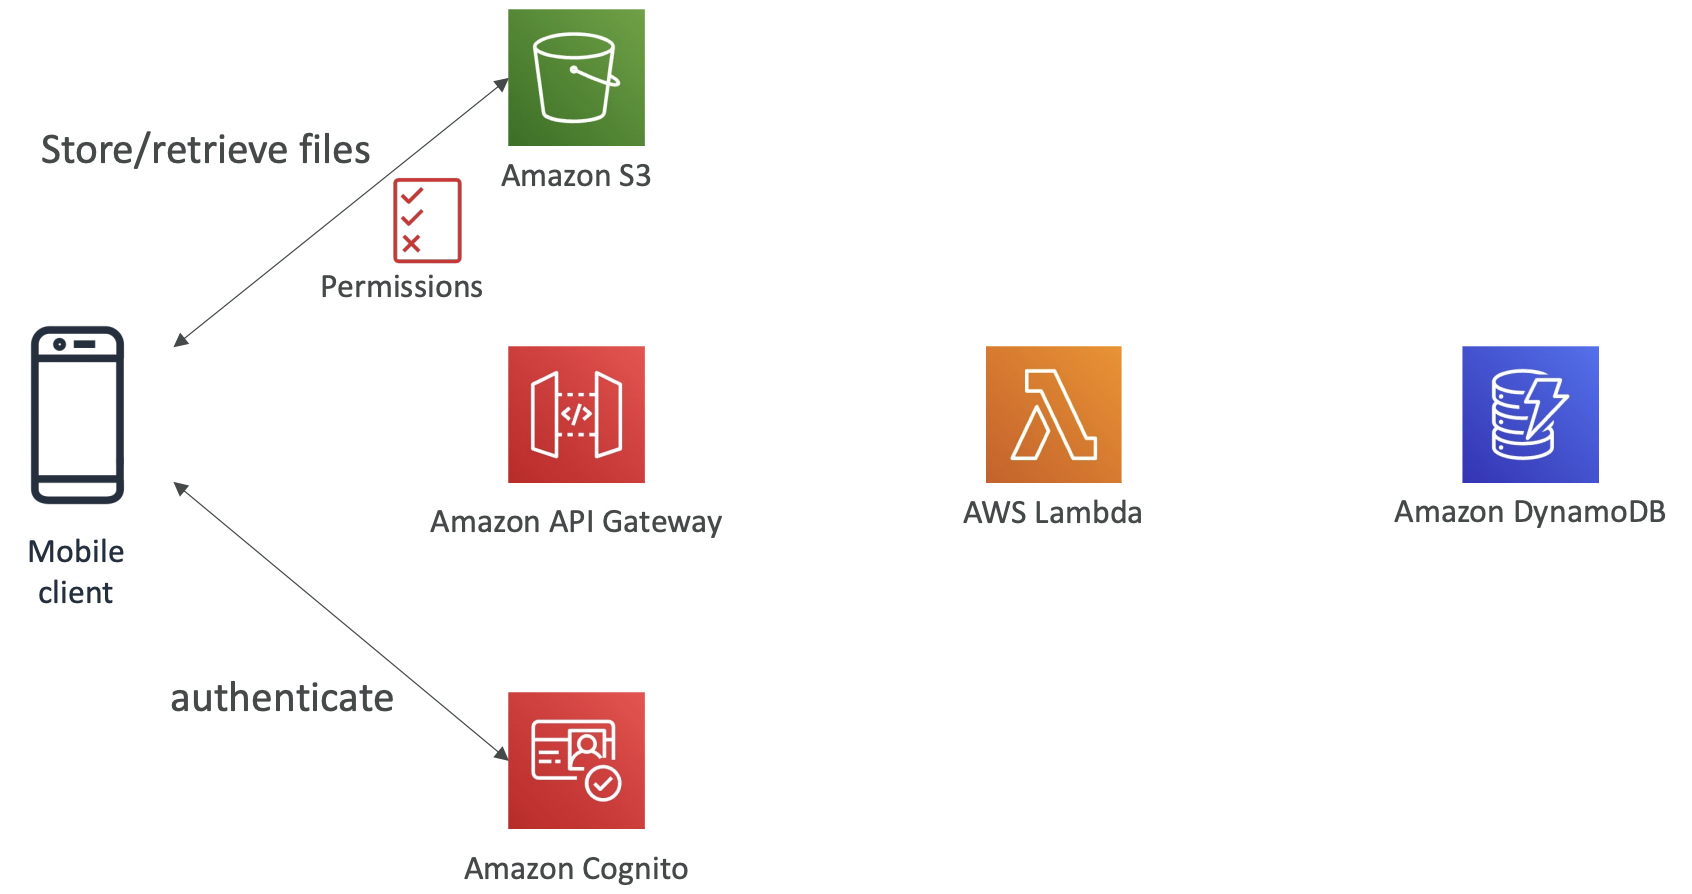 Amazon S3
Store/retrieve files
Permissions
Mobile
client
Amazon API Gateway
AWS Lambda
Amazon DynamoDB
authenticate
Amazon Cognito